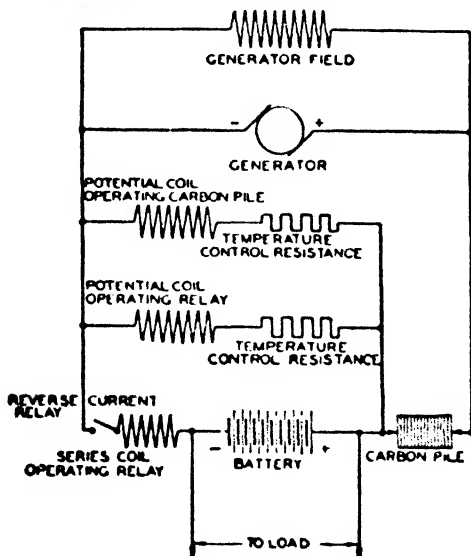 GENERATOR FIELD
- +
GENERATOR
POTENTIAL COIL
OPERATING CARBON PILE
TEMPERATURE
CONTROL RESISTANCE
POTENTIAL COIL
OPERATING RELAY
TEMPERATURE
CONTROL RESISTANCE
REVERSE CURRENT
RELAY
SERIES COIL
OPERATING RELAY
- +
BATTERY
CARBON PILE
TO LOAD